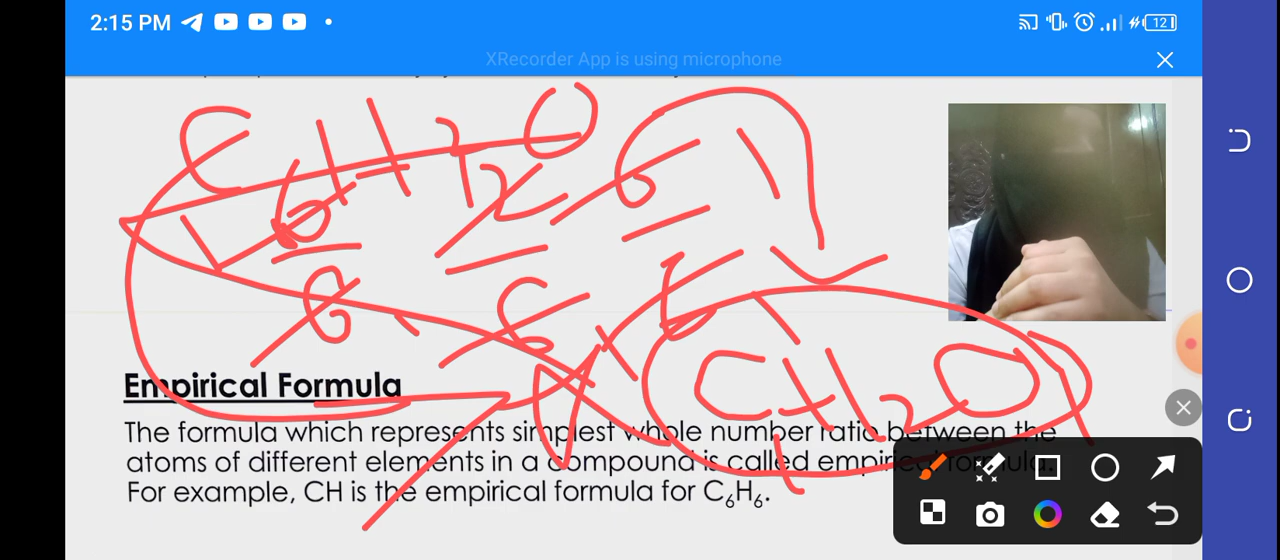 2:15 PM
12
XRecorder App is using microphone
C6H12O6
6 6 6
CH2O
Empirical Formula
The formula which represents simplest whole number ratio between the
atoms of different elements in a compound is called empirical formula.
For example, CH is the empirical formula for C₆H₆.